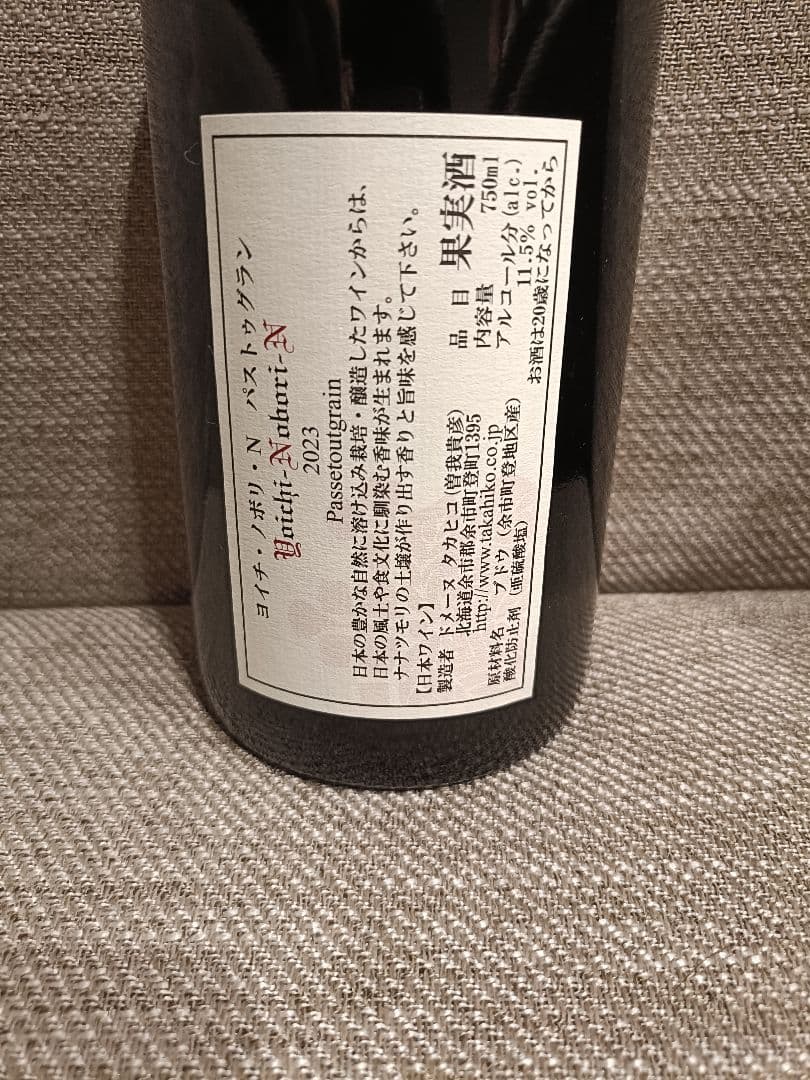 ヨイチ・ノボリ・N パストゥグラン
Yoichi-Nobori-N
2023
Passetoutgrain
日本の豊かな自然に溶け込み栽培・醸造したワインからは、
日本の風土や食文化に馴染む香味が生まれます。
ナナツモリの土壌が作り出す香りと旨味を感じて下さい。
【日本ワイン】
製造者 ドメーヌ タカヒコ(曽我貴彦)
北海道余市郡余市町登町1395
http://www.takahiko.co.jp
原材料名 ブドウ(余市町登地区産)
酸化防止剤(亜硫酸塩)
品目 果実酒
内容量 750ml
アルコール分(alc.)
11.5% vol.
お酒は20歳になってから